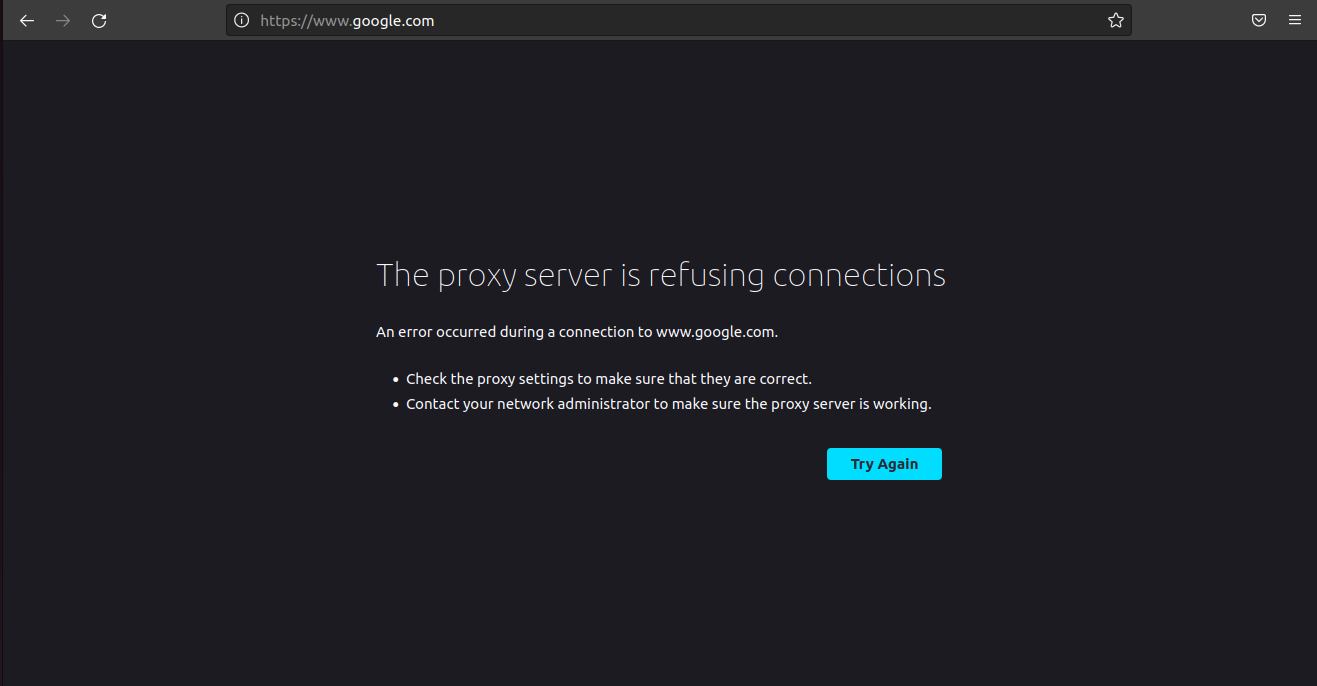 https://www.google.com
The proxy server is refusing connections
An error occurred during a connection to www.google.com.
• Check the proxy settings to make sure that they are correct.
• Contact your network administrator to make sure the proxy server is working.
Try Again